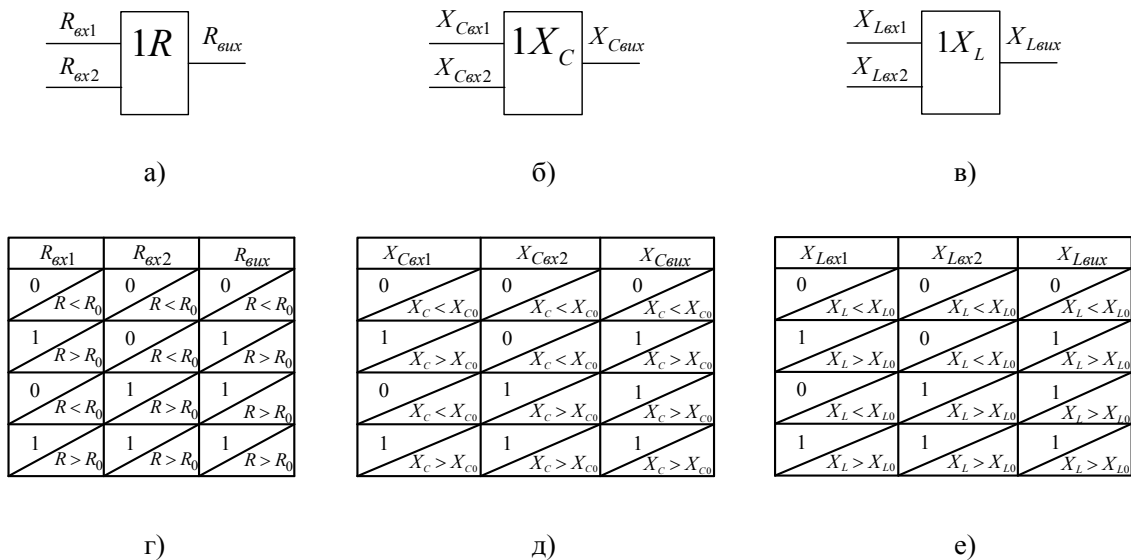 R_вх1 1R R_вих X_Cвх1 1X_C X_Cвих X_Lвх1 1X_L X_Lвих
R_вх2 X_Cвх2 X_Lвх2
а) б) в)
R_вх1 R_вх2 R_вих X_Cвх1 X_Cвх2 X_Cвих X_Lвх1 X_Lвх2 X_Lвих
0 0 0 0 0 0 0 0 0
R < R_0 R < R_0 R < R_0 X_C < X_C0 X_C < X_C0 X_C < X_C0 X_L < X_L0 X_L < X_L0 X_L < X_L0
1 0 1 1 0 1 1 0 1
R > R_0 R < R_0 R > R_0 X_C > X_C0 X_C < X_C0 X_C > X_C0 X_L > X_L0 X_L < X_L0 X_L > X_L0
0 1 1 0 1 1 0 1 1
R < R_0 R > R_0 R > R_0 X_C < X_C0 X_C > X_C0 X_C > X_C0 X_L < X_L0 X_L > X_L0 X_L > X_L0
1 1 1 1 1 1 1 1 1
R > R_0 R > R_0 R > R_0 X_C > X_C0 X_C > X_C0 X_C > X_C0 X_L > X_L0 X_L > X_L0 X_L > X_L0
г) д) е)